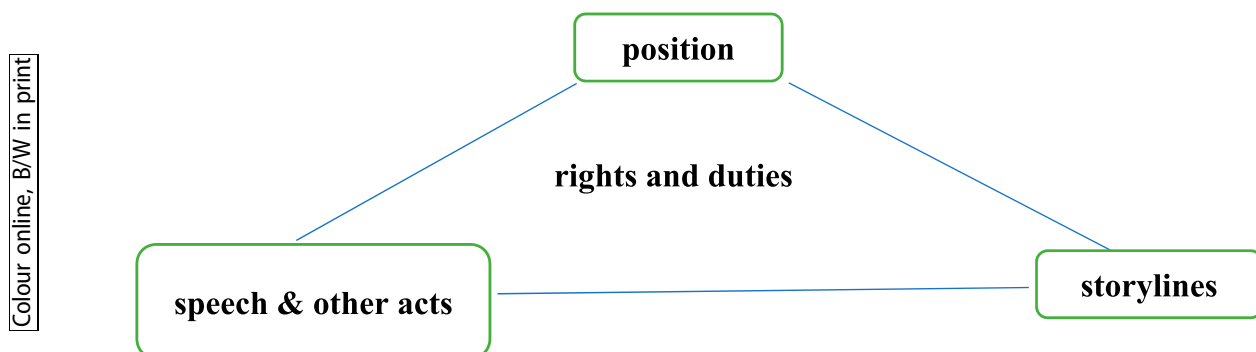 Colour online, B/W in print
position
rights and duties
speech & other acts
storylines